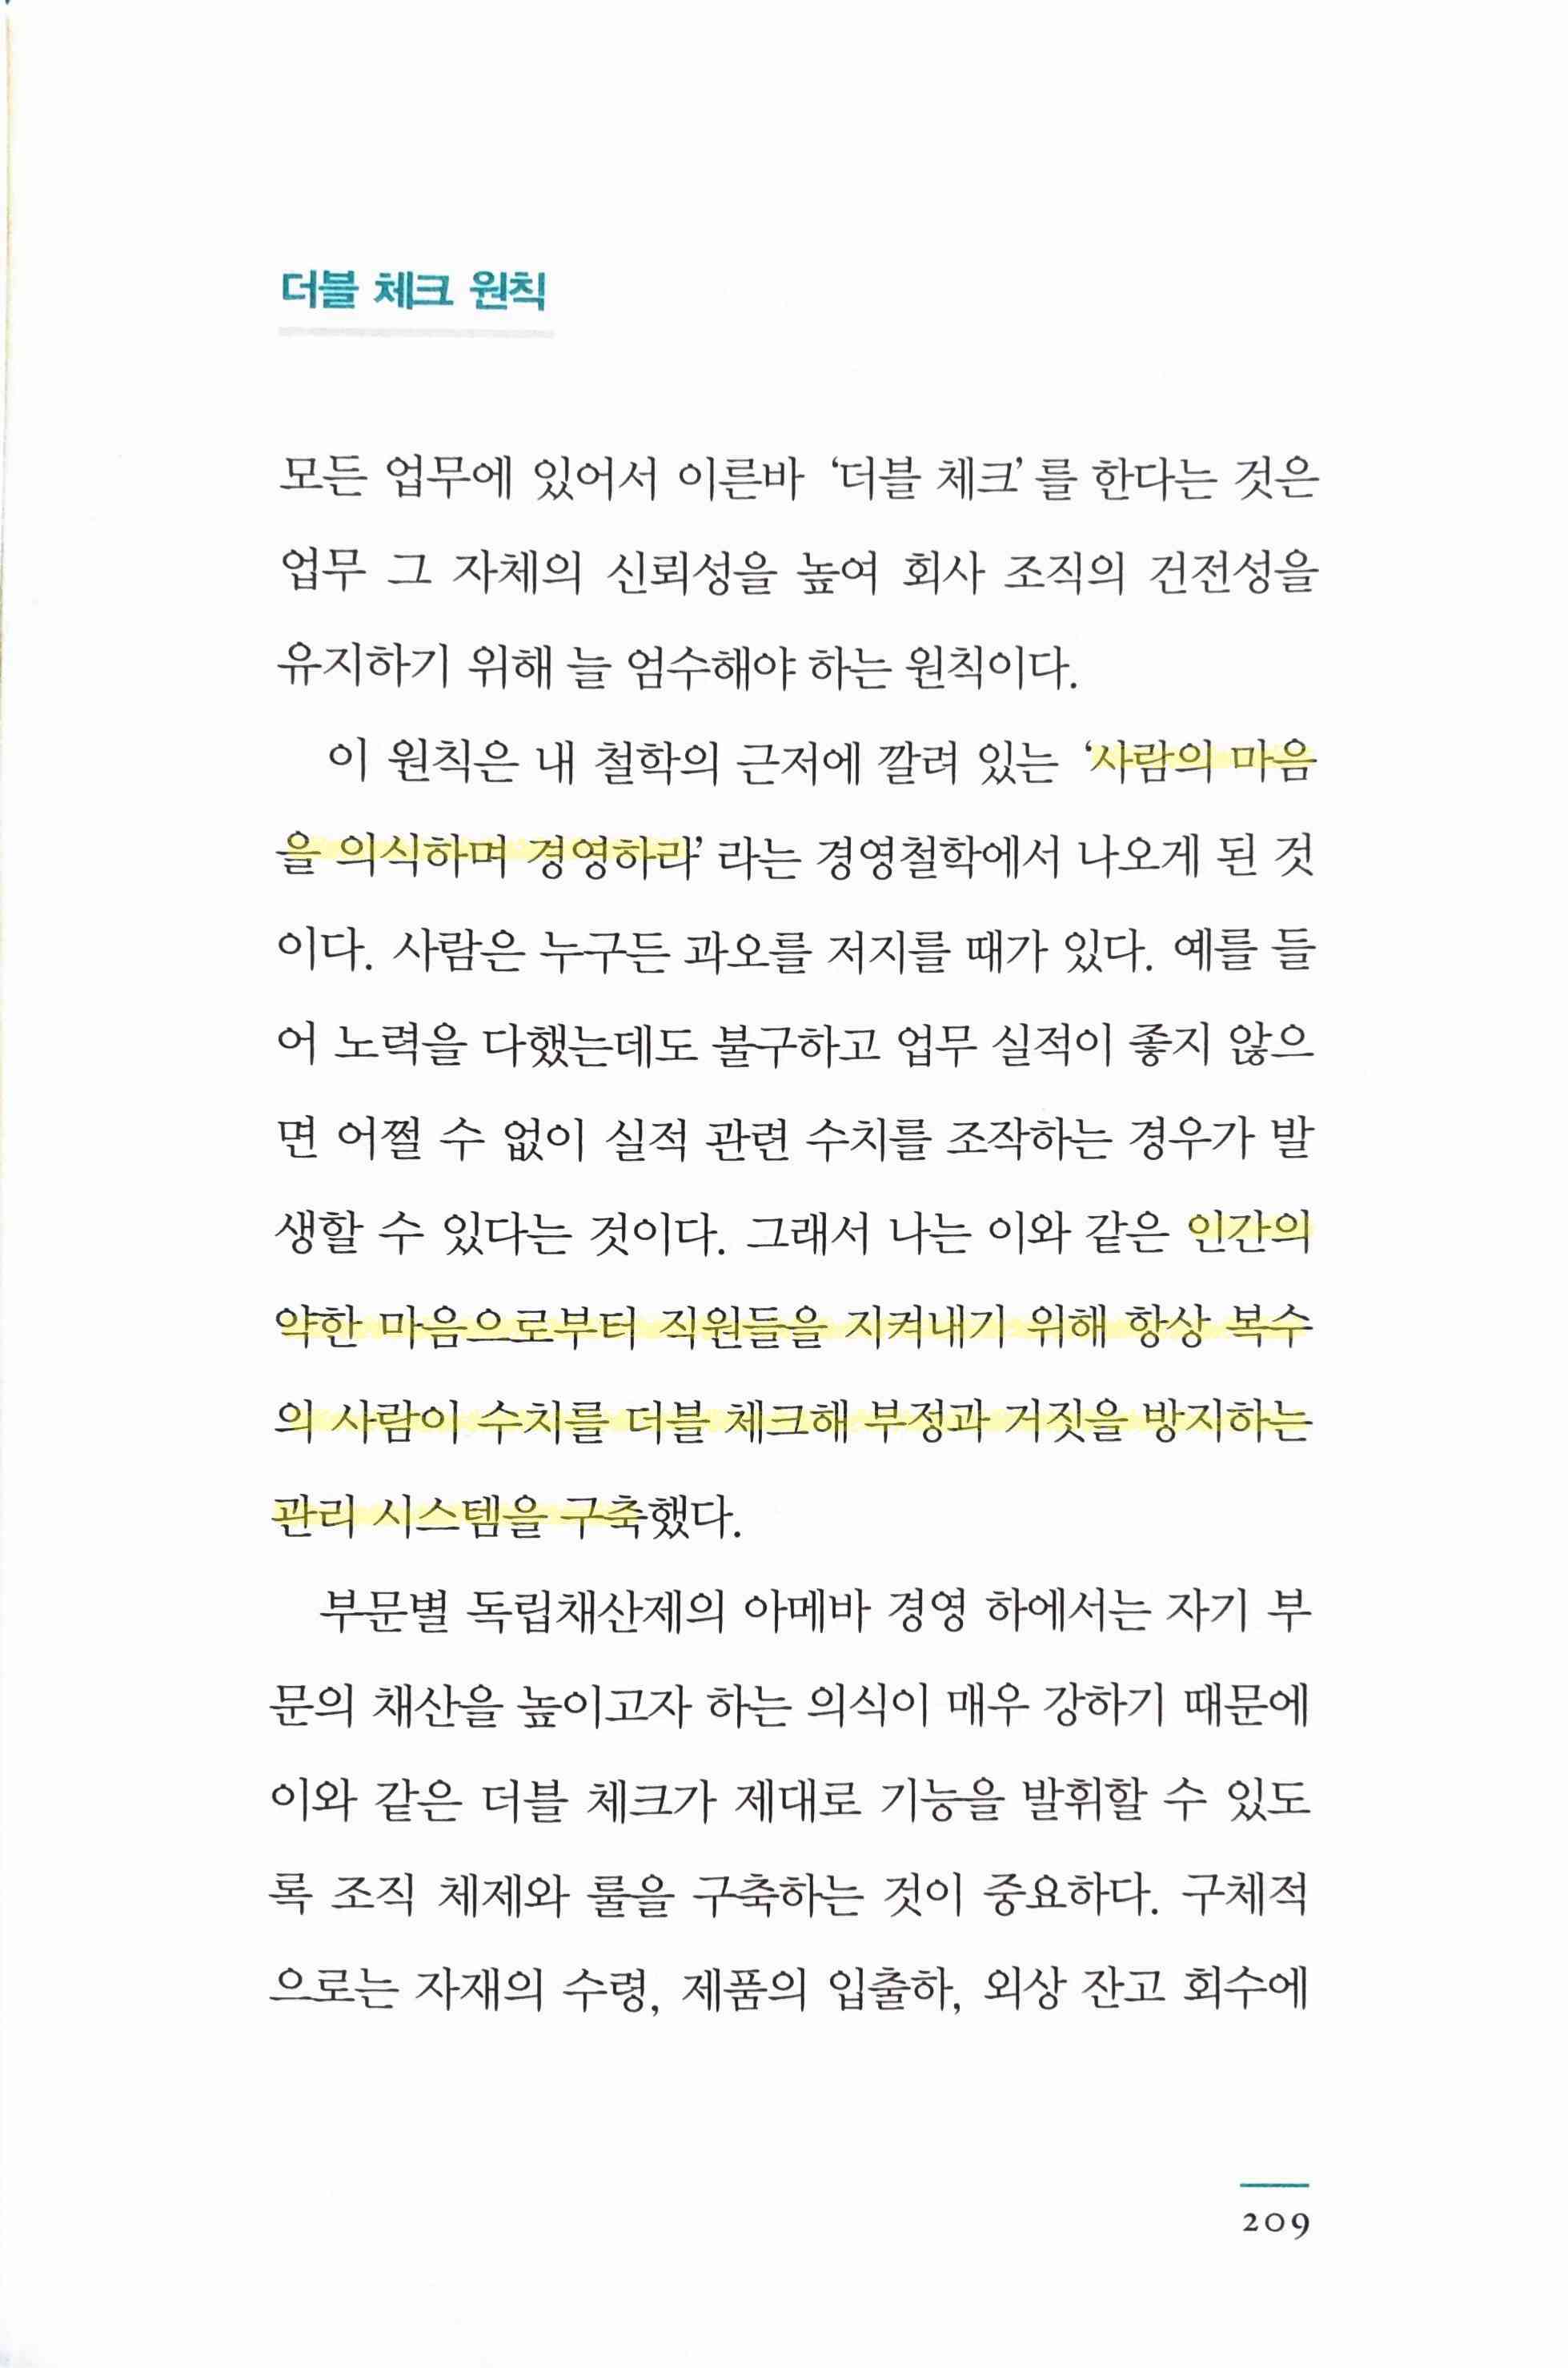 더블 체크 원칙
모든 업무에 있어서 이른바 ‘더블 체크’를 한다는 것은
업무 그 자체의 신뢰성을 높여 회사 조직의 건전성을
유지하기 위해 늘 엄수해야 하는 원칙이다.
이 원칙은 내 철학의 근저에 깔려 있는 ‘사람의 마음
을 의식하며 경영하라’라는 경영철학에서 나오게 된 것
이다. 사람은 누구든 과오를 저지를 때가 있다. 예를 들
어 노력을 다했는데도 불구하고 업무 실적이 좋지 않으
면 어쩔 수 없이 실적 관련 수치를 조작하는 경우가 발
생할 수 있다는 것이다. 그래서 나는 이와 같은 인간의
약한 마음으로부터 직원들을 지켜내기 위해 항상 복수
의 사람이 수치를 더블 체크해 부정과 거짓을 방지하는
관리 시스템을 구축했다.
부문별 독립채산제의 아메바 경영 하에서는 자기 부
문의 채산을 높이고자 하는 의식이 매우 강하기 때문에
이와 같은 더블 체크가 제대로 기능을 발휘할 수 있도
록 조직 체제와 룰을 구축하는 것이 중요하다. 구체적
으로는 자재의 수령, 제품의 입출하, 외상 잔고 회수에
209